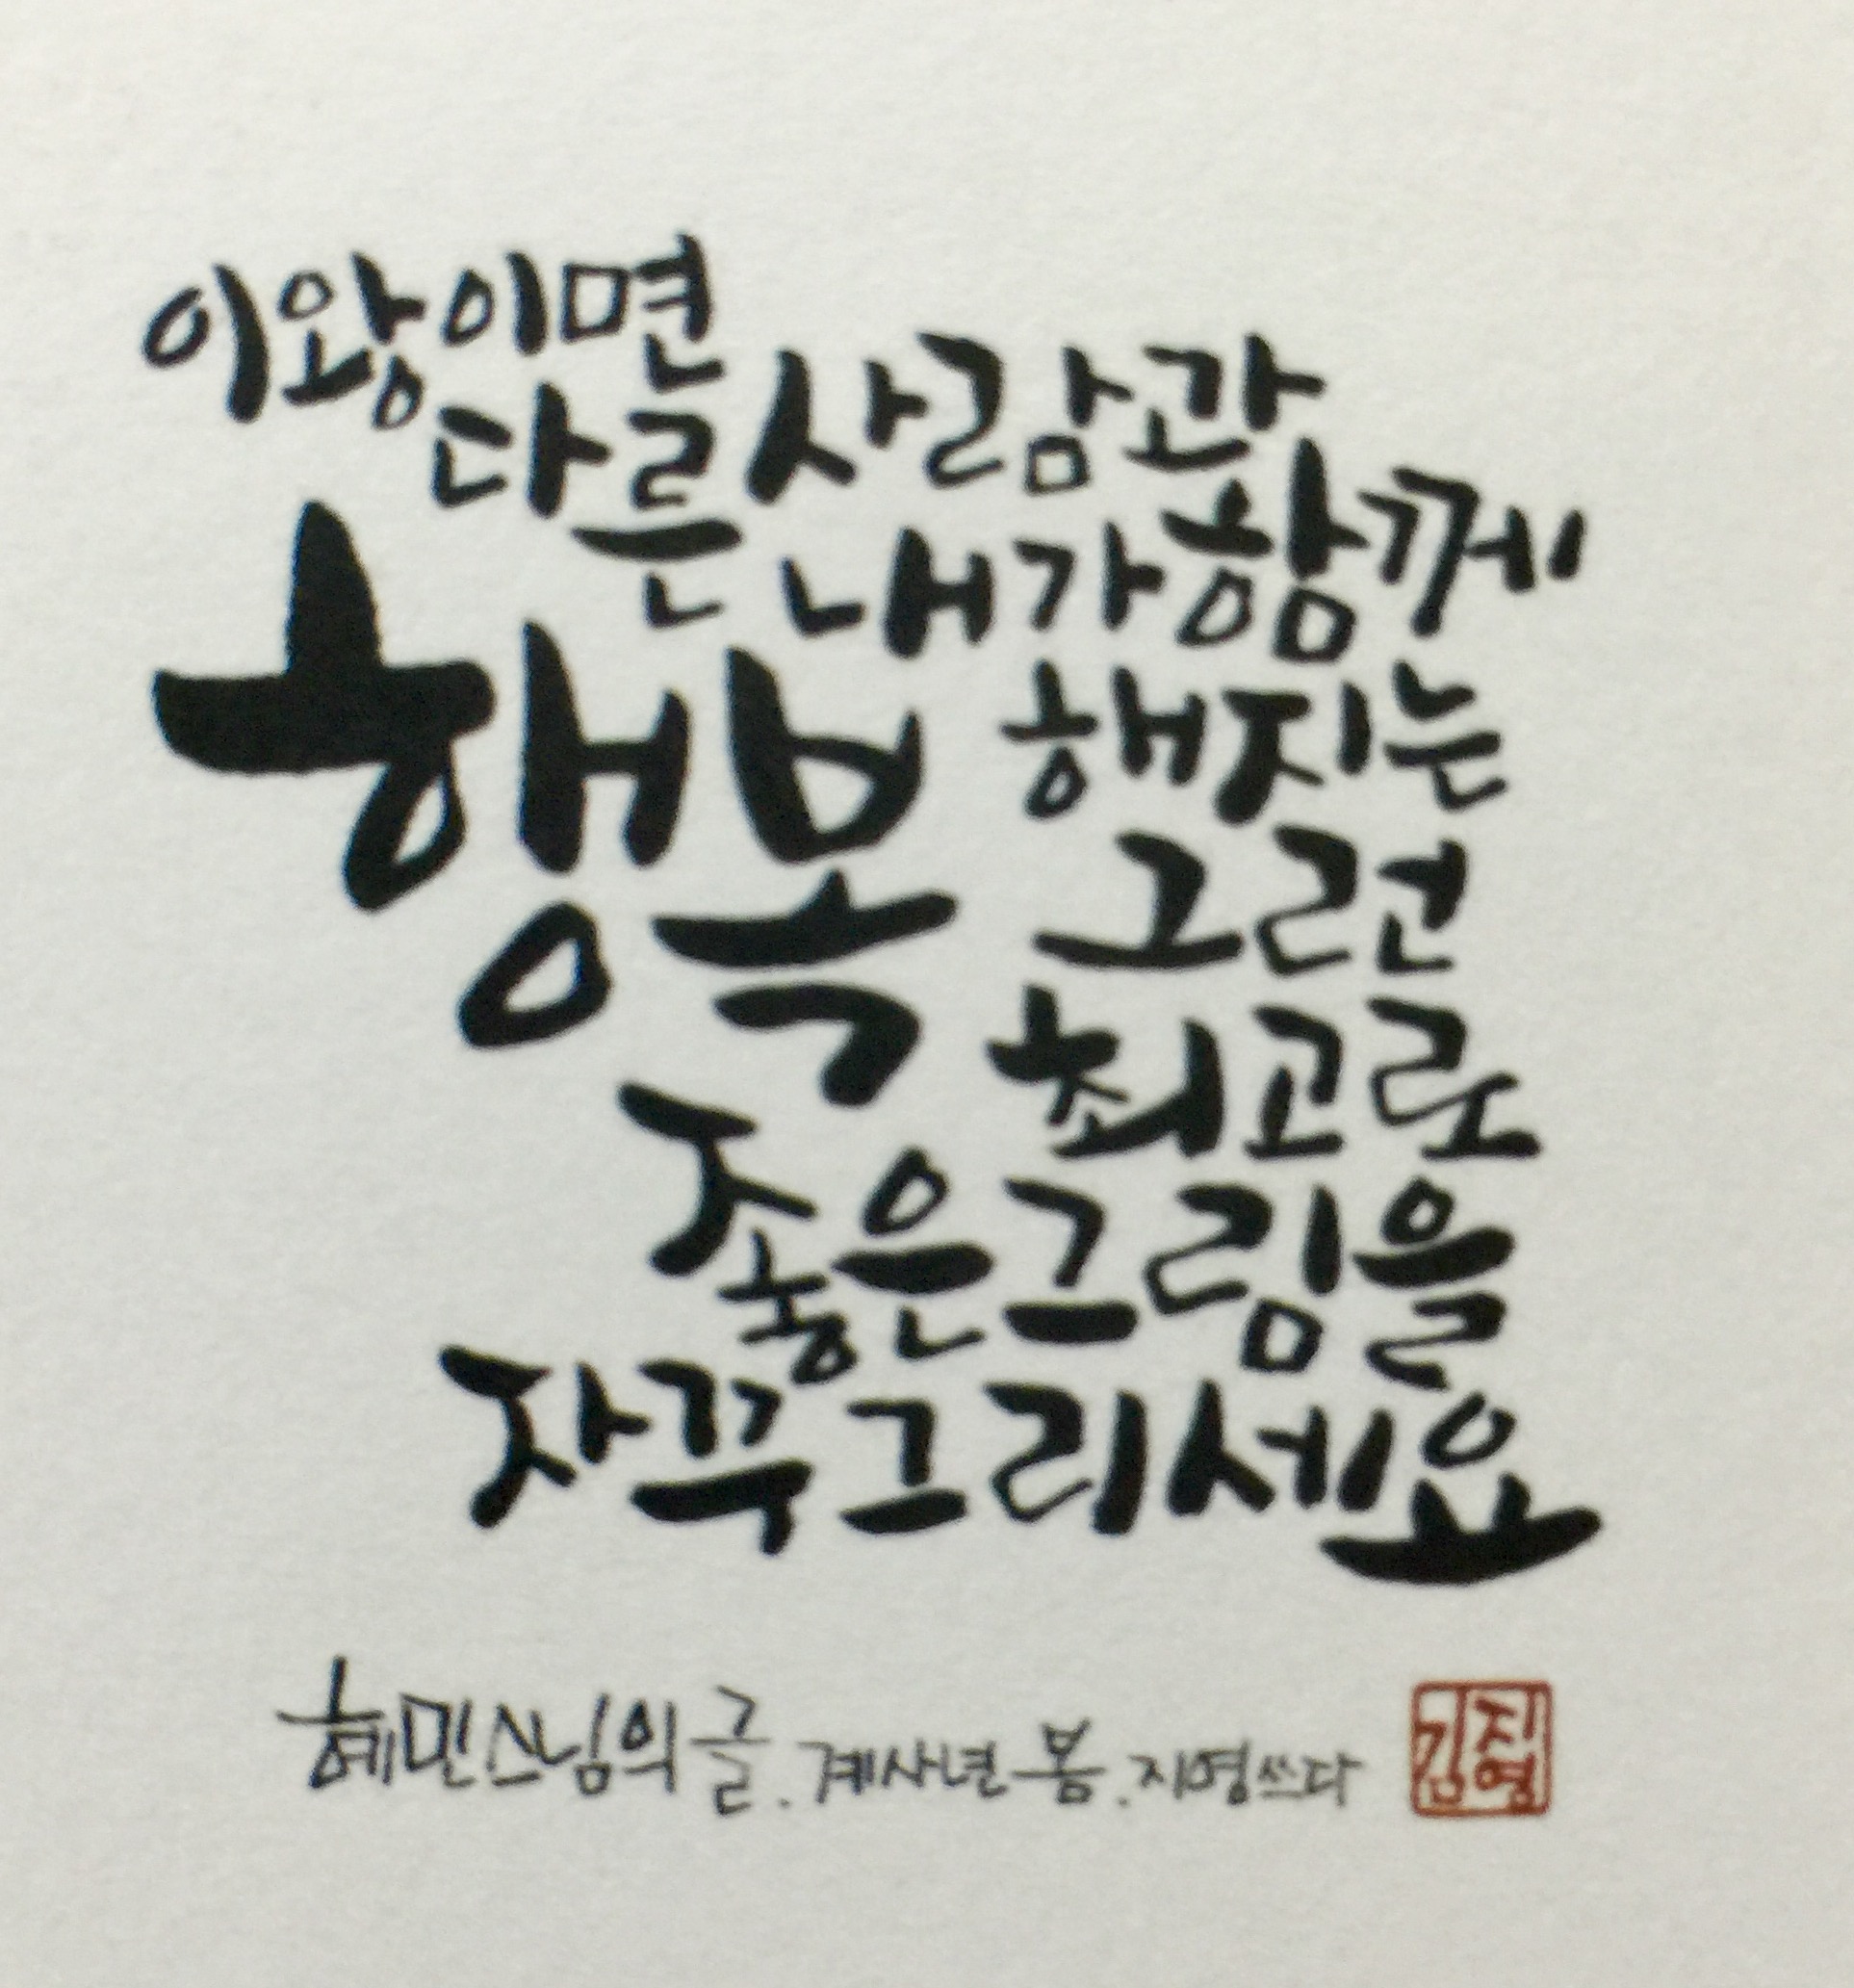 이왕이면
다른 사람과
내가 함께
행복해지는
그런
최고로
좋은 그림을
자꾸 그리세요
혜민스님의 글. 계사년 봄. 지영쓰다
김지영